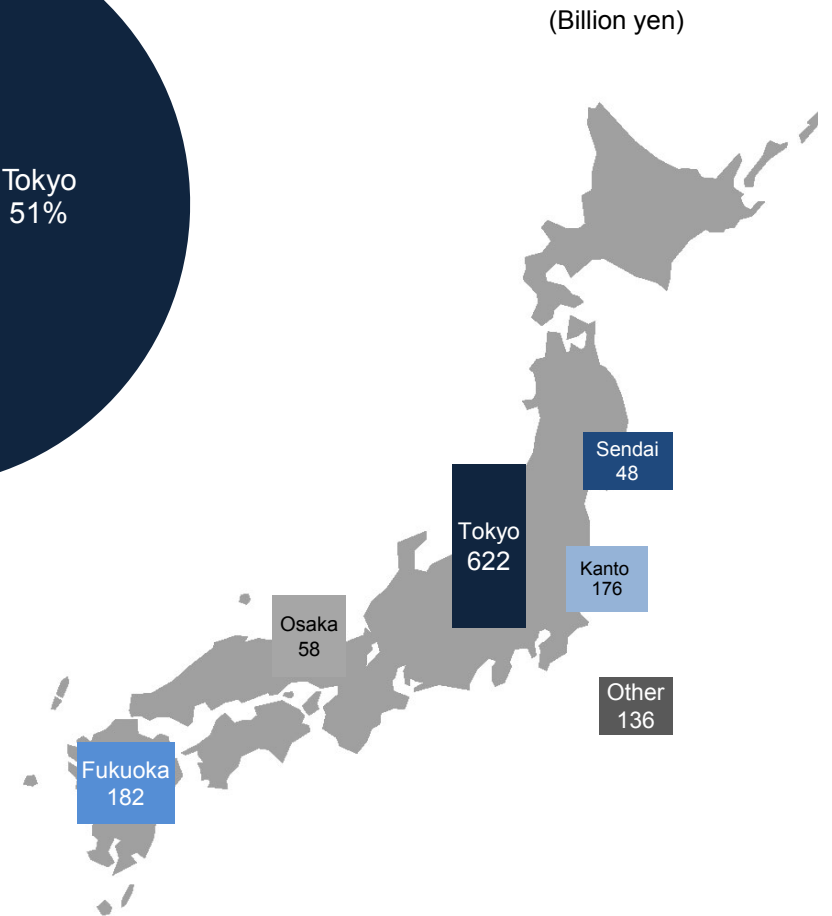 (Billion yen)
Tokyo
51%
Sendai
48
Tokyo
622
Kanto
176
Osaka
58
Other
136
Fukuoka
182